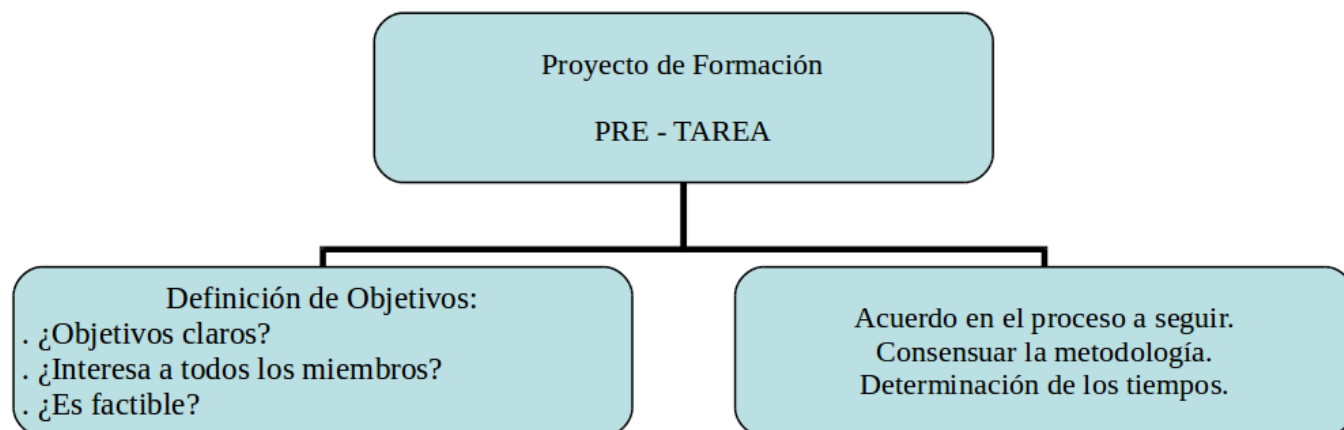 Proyecto de Formación
PRE - TAREA
Definición de Objetivos:
. ¿Objetivos claros?
. ¿Interesa a todos los miembros?
. ¿Es factible?
Acuerdo en el proceso a seguir.
Consensuar la metodología.
Determinación de los tiempos.